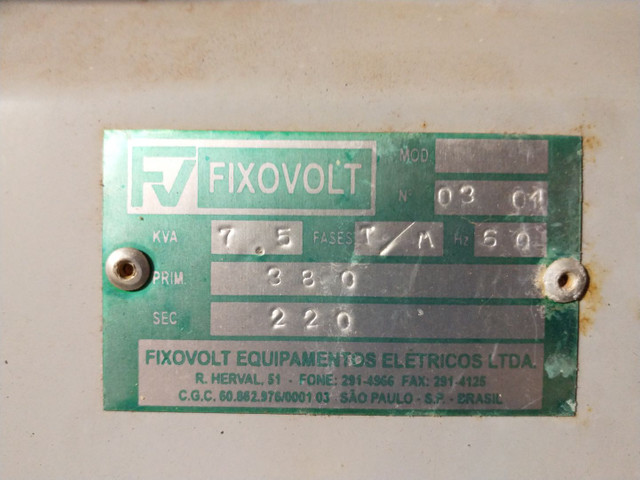 FV FIXOVOLT
MOD
Nº 03 01
KVA 7.5 FASES T/M Hz 60
PRIM. 380
SEC 220
FIXOVOLT EQUIPAMENTOS ELÉTRICOS LTDA.
R. HERVAL, 51 - FONE: 291-4966 FAX: 291-4125
C.G.C. 60.862.976/0001 03 SÃO PAULO - S.P. - BRASIL